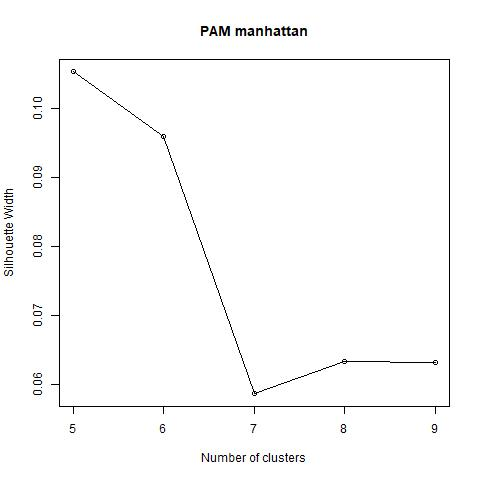 PAM manhattan
Silhouette Width
0.10
0.09
0.08
0.07
0.06
5 6 7 8 9
Number of clusters